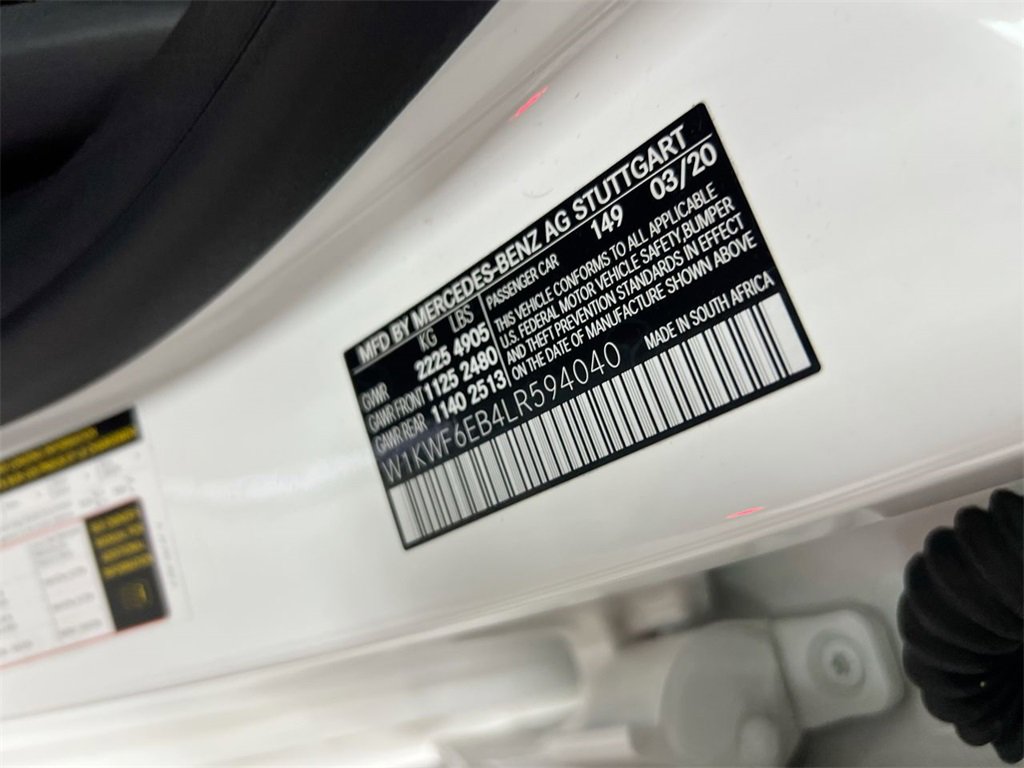 MFD BY MERCEDES-BENZ AG STUTTGART
KG LBS
GVWR 2225 4905
GAWR FRONT 1125 2480
GAWR REAR 1140 2513
PASSENGER CAR 149 03/20
THIS VEHICLE CONFORMS TO ALL APPLICABLE
U.S. FEDERAL MOTOR VEHICLE SAFETY,BUMPER
AND THEFT PREVENTION STANDARDS IN EFFECT
ON THE DATE OF MANUFACTURE SHOWN ABOVE
W1KWF6EB4LR594040 MADE IN SOUTH AFRICA